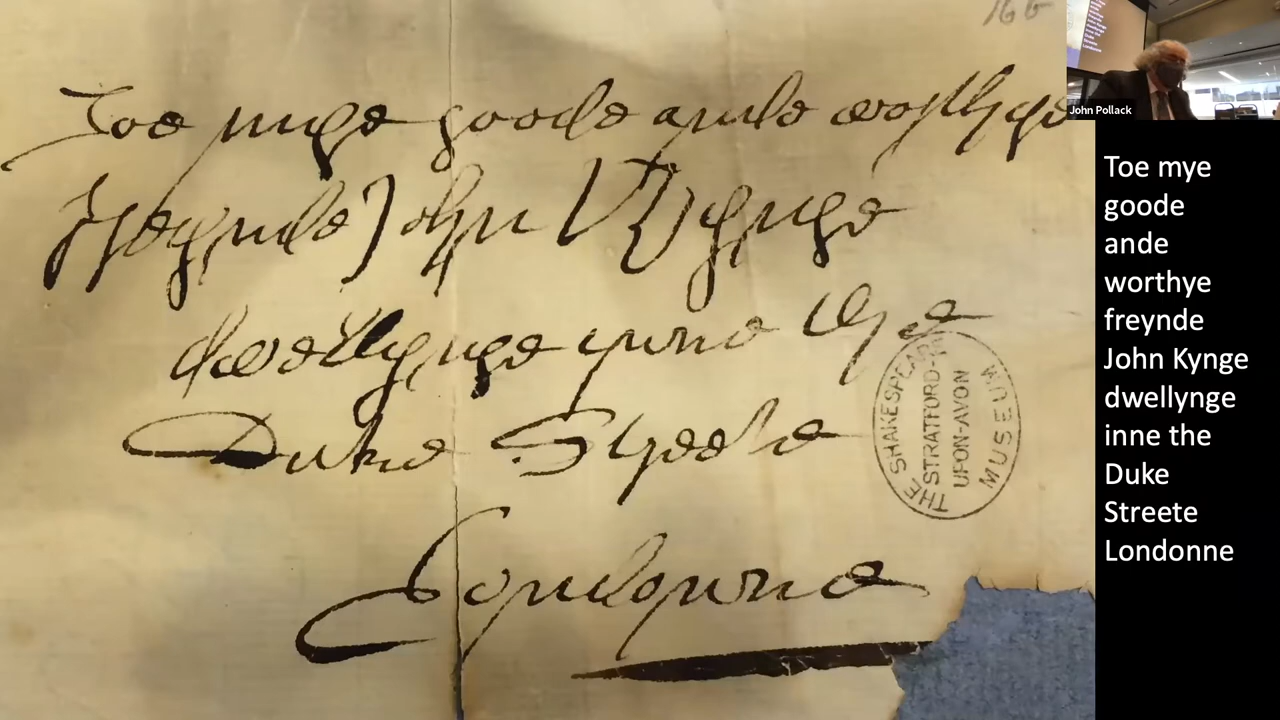 166
Toe mye goode ande worthye
freynde John Kynge
dwellynge inne the
Duke Streete
Londonne
THE SHAKESPEARE
STRATFORD-
UPON-AVON
MUSEUM
John Pollack
Toe mye
goode
ande
worthye
freynde
John Kynge
dwellynge
inne the
Duke
Streete
Londonne